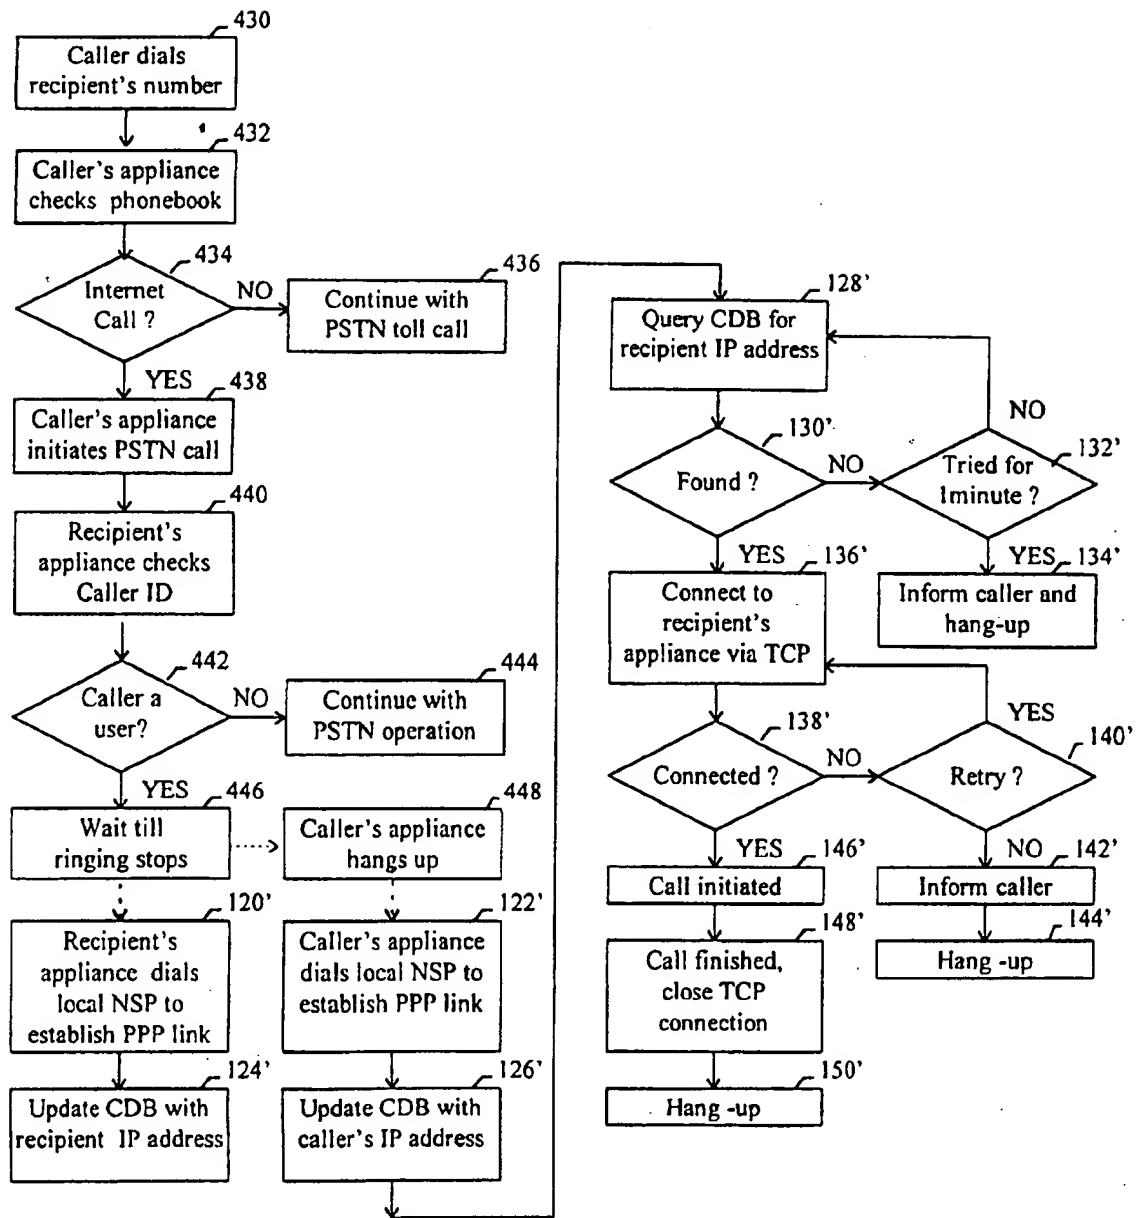 430
Caller dials
recipient's number
432
Caller's appliance
checks phonebook
434
Internet
Call ?
NO
436
Continue with
PSTN toll call
YES
438
Caller's appliance
initiates PSTN call
440
Recipient's
appliance checks
Caller ID
442
Caller a
user?
NO
444
Continue with
PSTN operation
YES
446
Wait till
ringing stops
448
Caller's appliance
hangs up
120'
Recipient's
appliance dials
local NSP to
establish PPP link
122'
Caller's appliance
dials local NSP to
establish PPP link
124'
Update CDB with
recipient IP address
126'
Update CDB with
caller's IP address
128'
Query CDB for
recipient IP address
130'
Found ?
NO
132'
Tried for
1minute ?
NO
YES
134'
Inform caller and
hang-up
YES
136'
Connect to
recipient's
appliance via TCP
138'
Connected ?
NO
140'
Retry ?
YES
NO
142'
Inform caller
144'
Hang -up
YES
146'
Call initiated
148'
Call finished,
close TCP
connection
150'
Hang -up